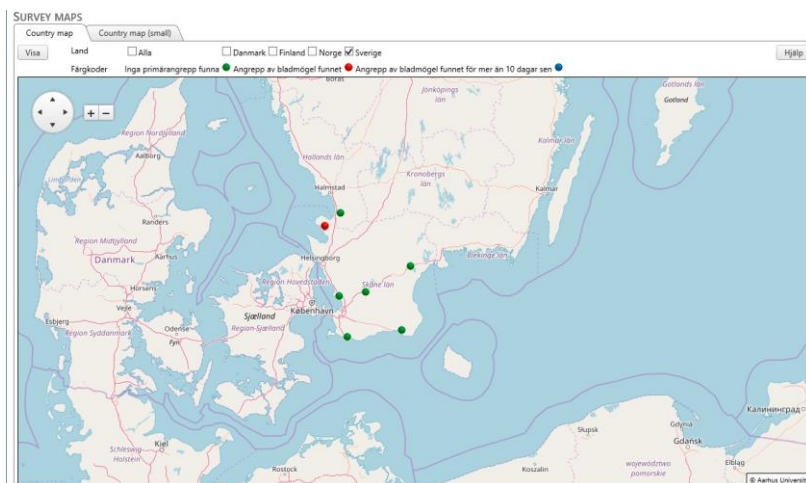 SURVEY MAPS
Country map
Country map (small)
Visa
Land
Alla
Danmark
Finland
Norge
Sverige
Hjälp
Färgkoder
Inga primärangrepp funna
Angrepp av bladmögel funnet
Angrepp av bladmögel funnet för mer än 10 dagar sen
Borås
Jönköpings
län
Gotlands län
Gotland
Region Nordjylland
Aalborg
Hallands län
Kronobergs
län
Kalmar län
Halmstad
Kalmar
Randers
Region Midtjylland
Danmark
Aarhus
Helsingborg
Blekinge län
Horsens
Region Hovedstaden
Skåne län
Vejle
København
Esbjerg
Sjælland
Odense
Region Sjælland
Region Syddanmark
Fyn
Kiel
Schleswig-
Holstein
Rostock
Słupsk
Gdynia
Gdańsk
Калининград
Koszalin
województwo
pomorskie
Elbląg
© Aarhus Universit